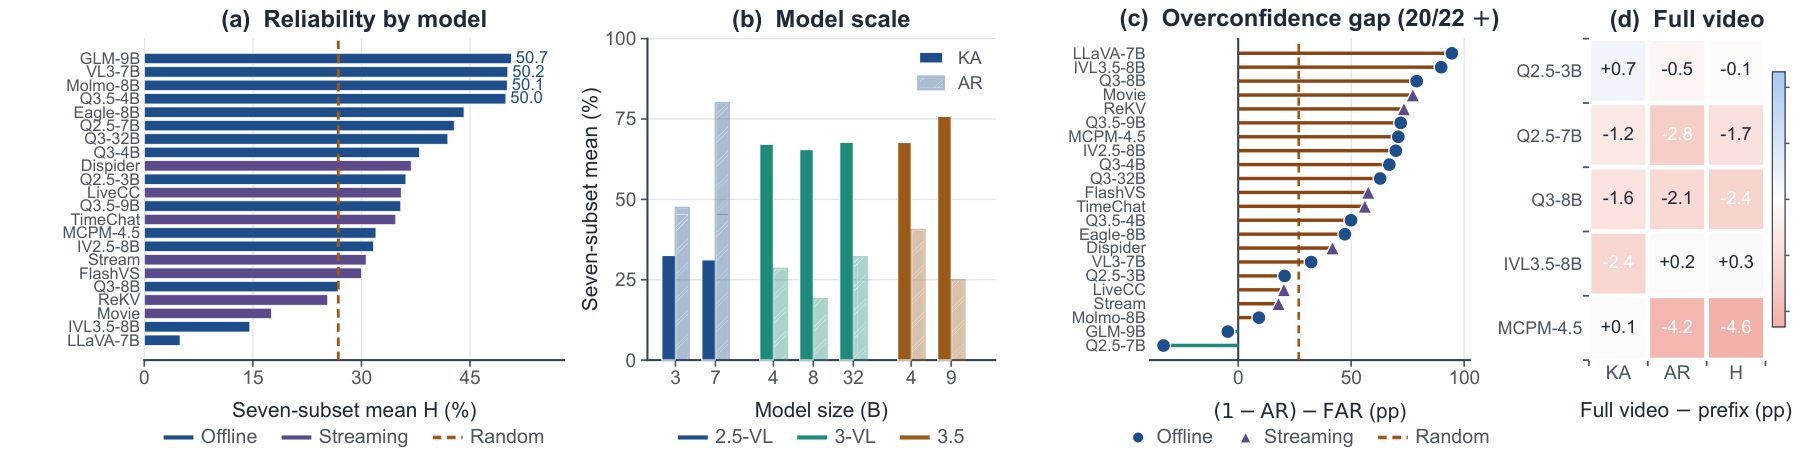 (a) Reliability by model
GLM-9B
VL3-7B
Molmo-8B
Q3.5-4B
Eagle-8B
Q2.5-7B
Q3-32B
Q3-4B
Dispider
Q2.5-3B
LiveCC
Q3.5-9B
TimeChat
MCPM-4.5
IV2.5-8B
Stream
FlashVS
Q3-8B
ReKV
Movie
IVL3.5-8B
LLaVA-7B
50.7
50.2
50.1
50.0
0 15 30 45
Seven-subset mean H (%)
Offline Streaming Random
(b) Model scale
Seven-subset mean (%)
100
75
50
25
0
KA
AR
3 7 4 8 32 4 9
Model size (B)
2.5-VL 3-VL 3.5
(c) Overconfidence gap (20/22 +)
LLaVA-7B
IVL3.5-8B
Q3-8B
Movie
ReKV
Q3.5-9B
MCPM-4.5
IV2.5-8B
Q3-4B
Q3-32B
FlashVS
TimeChat
Q3.5-4B
Eagle-8B
Dispider
VL3-7B
Q2.5-3B
LiveCC
Stream
Molmo-8B
GLM-9B
Q2.5-7B
0 50 100
(1 − AR) − FAR (pp)
Offline Streaming Random
(d) Full video
Q2.5-3B +0.7 -0.5 -0.1
Q2.5-7B -1.2 -2.8 -1.7
Q3-8B -1.6 -2.1 -2.4
IVL3.5-8B -2.4 +0.2 +0.3
MCPM-4.5 +0.1 -4.2 -4.6
KA AR H
Full video − prefix (pp)